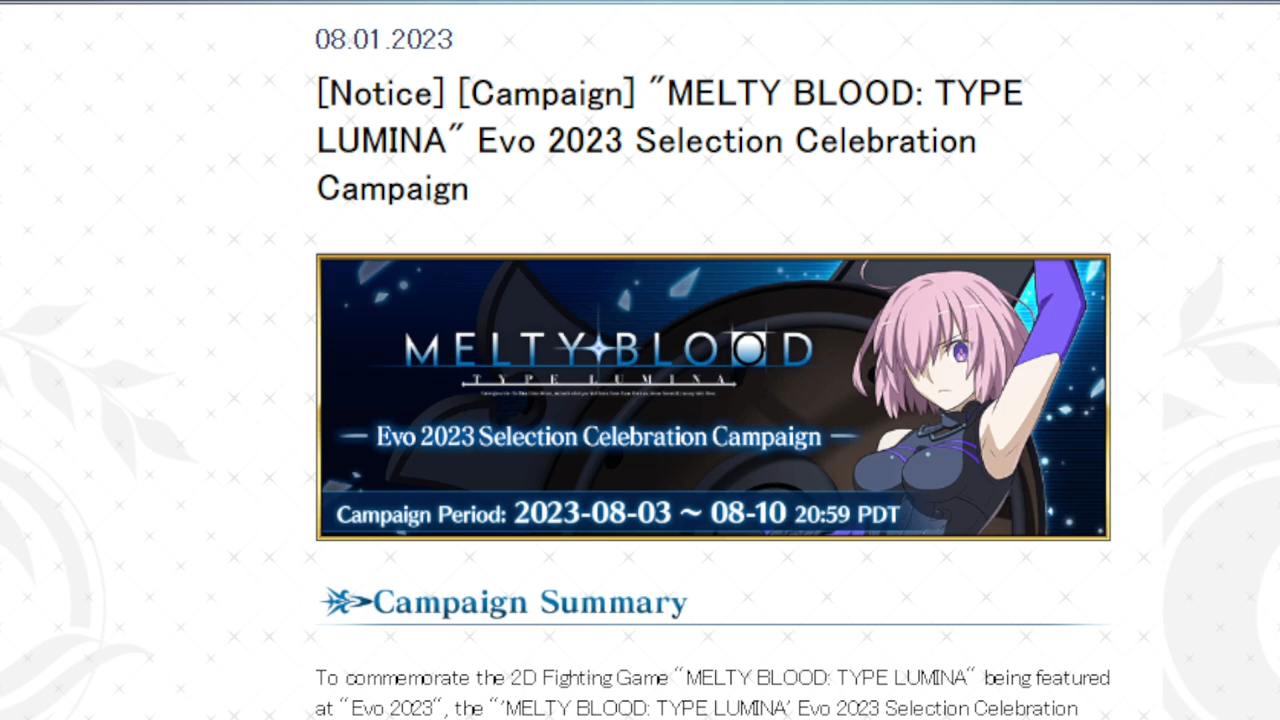 08.01.2023
[Notice] [Campaign] "MELTY BLOOD: TYPE
LUMINA" Evo 2023 Selection Celebration
Campaign
MELTY BLOOD
TYPE LUMINA
Evo 2023 Selection Celebration Campaign
Campaign Period: 2023-08-03 ~ 08-10 20:59 PDT
Campaign Summary
To commemorate the 2D Fighting Game "MELTY BLOOD: TYPE LUMINA" being featured
at "Evo 2023", the "'MELTY BLOOD: TYPE LUMINA' Evo 2023 Selection Celebration